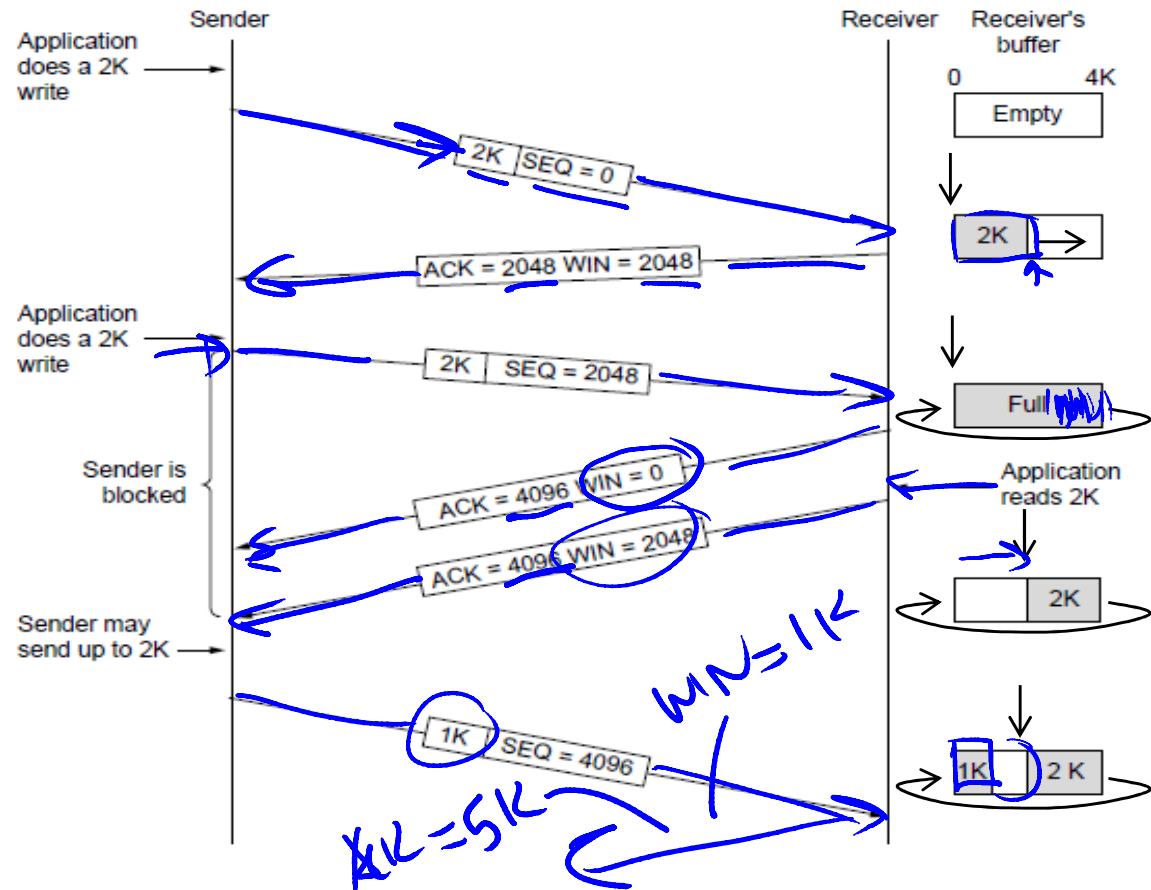 Sender
Receiver
Receiver's
buffer
Application
does a 2K
write
0
4K
Empty
2K
SEQ = 0
2K
ACK = 2048 WIN = 2048
Application
does a 2K
write
2K
SEQ = 2048
Full
Sender is
blocked
ACK = 4096 WIN = 0
Application
reads 2K
ACK = 4096 WIN = 2048
2K
Sender may
send up to 2K
WIN=1K
1K
SEQ = 4096
1K
2 K
ACK=5K